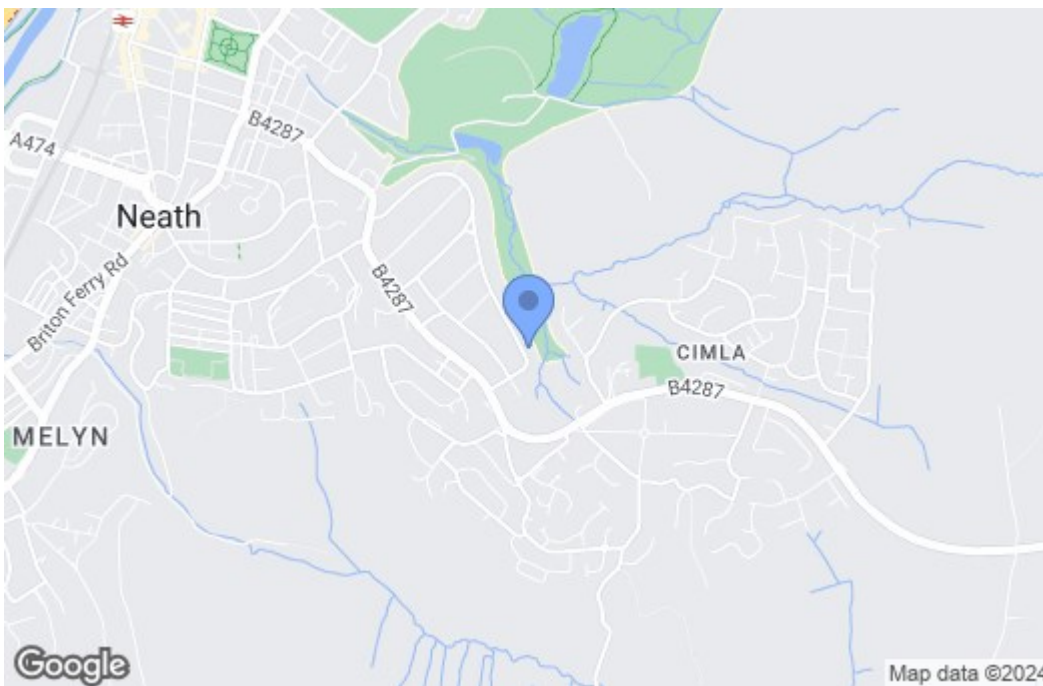 B4287
A474
Neath
Briton Ferry Rd
B4287
CIMLA
B4287
MELYN
Google
Map data ©2024